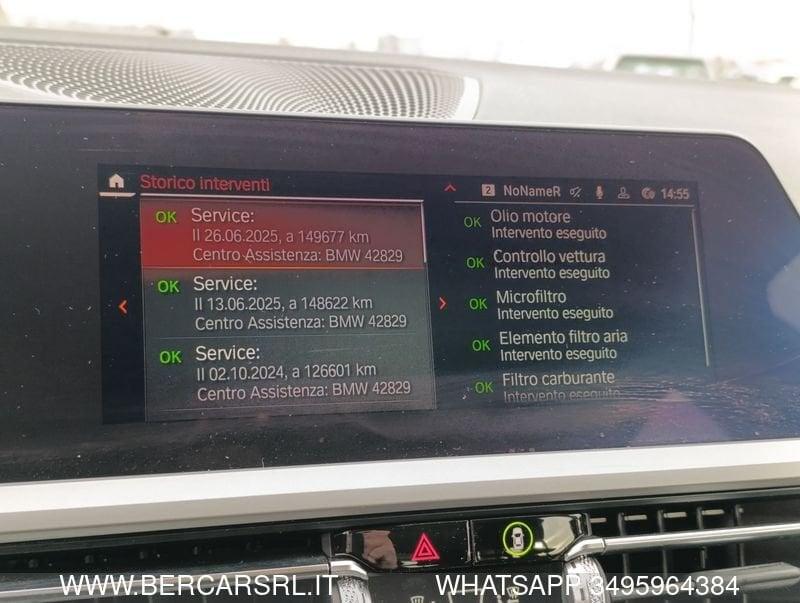 Storico interventi
2 NoNameR 14:55
OK Service:
Il 26.06.2025, a 149677 km
Centro Assistenza: BMW 42829
OK Service:
Il 13.06.2025, a 148622 km
Centro Assistenza: BMW 42829
OK Service:
Il 02.10.2024, a 126601 km
Centro Assistenza: BMW 42829
OK Olio motore
Intervento eseguito
OK Controllo vettura
Intervento eseguito
OK Microfiltro
Intervento eseguito
OK Elemento filtro aria
Intervento eseguito
OK Filtro carburante
Intervento eseguito
WWW.BERCARSRL.IT WHATSAPP 3495964384